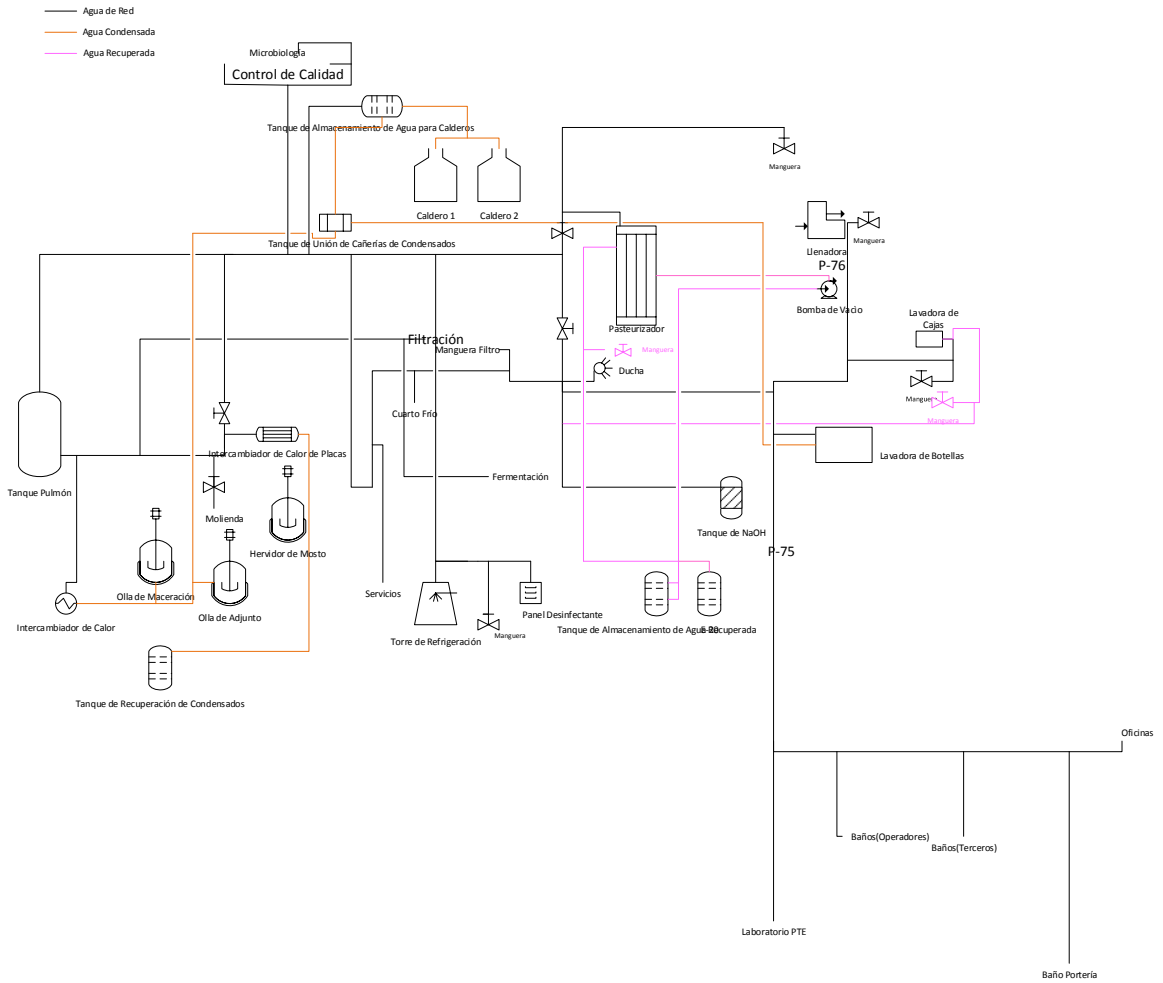 Agua de Red
Agua Condensada
Agua Recuperada
Microbiología
Control de Calidad
Tanque de Almacenamiento de Agua para Calderos
Manguera
Caldero 1
Caldero 2
Tanque de Unión de Cañerías de Condensados
Manguera
Llenadora
P-76
Bomba de Vacío
Pasteurizador
Lavadora de
Cajas
Filtración
Manguera Filtro
Manguera
Ducha
Cuarto Frío
Manguera
Manguera
Intercambiador de Calor de Placas
Lavadora de Botellas
Fermentación
Tanque Pulmón
Molienda
Tanque de NaOH
Hervidor de Mosto
P-75
Olla de Maceración
Servicios
Olla de Adjunto
Panel Desinfectante
Intercambiador de Calor
Torre de Refrigeración
Manguera
Tanque de Almacenamiento de Agua Recuperada
Tanque de Recuperación de Condensados
Oficinas
Baños(Operadores)
Baños(Terceros)
Laboratorio PTE
Baño Portería